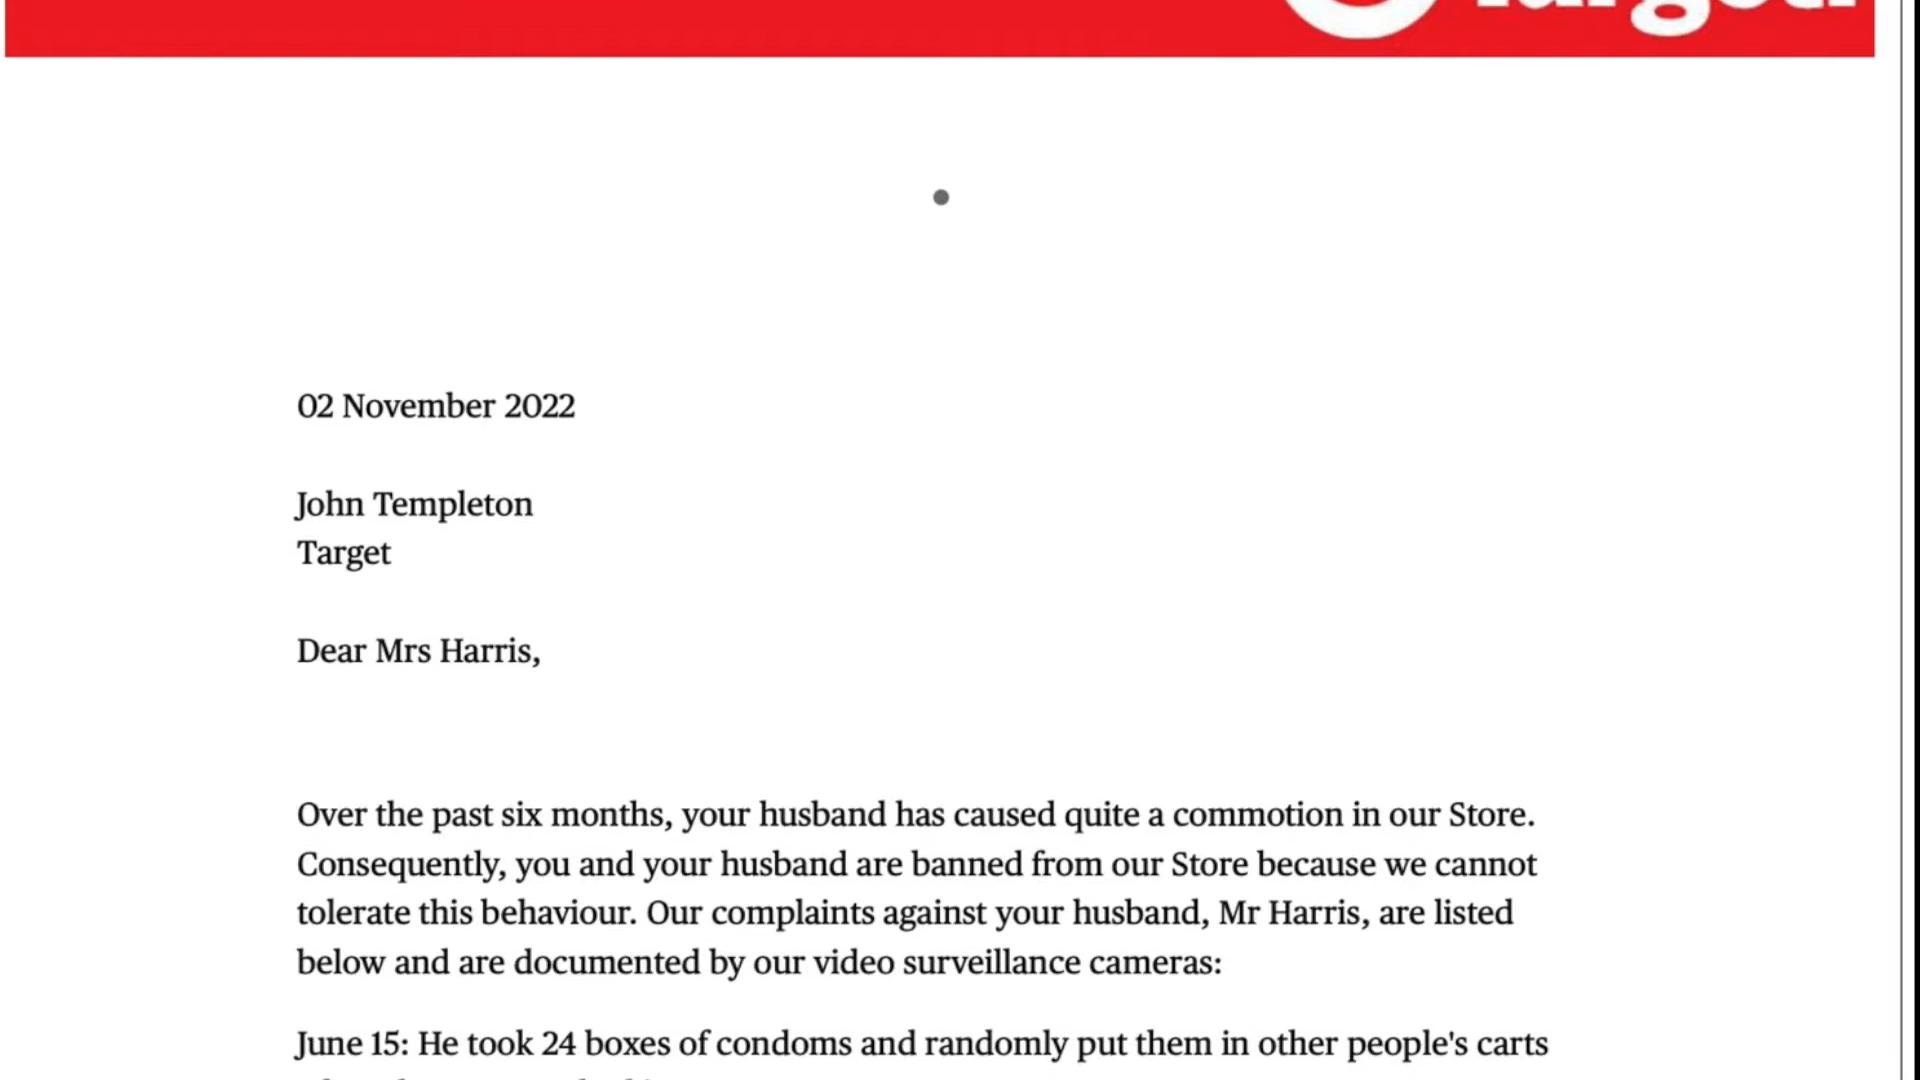 02 November 2022
John Templeton
Target
Dear Mrs Harris,
Over the past six months, your husband has caused quite a commotion in our Store.
Consequently, you and your husband are banned from our Store because we cannot
tolerate this behaviour. Our complaints against your husband, Mr Harris, are listed
below and are documented by our video surveillance cameras:
June 15: He took 24 boxes of condoms and randomly put them in other people's carts